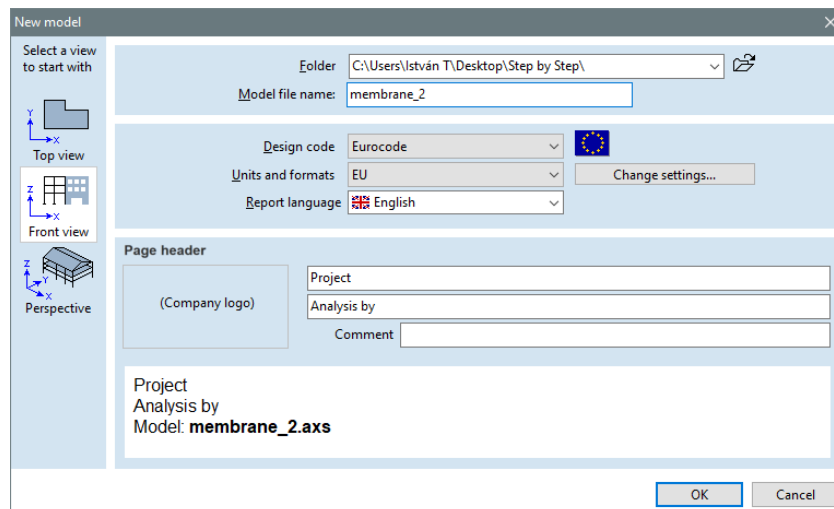 New model
Select a view
to start with
Y
X
Top view
Z
X
Front view
Z
Y
X
Perspective
Folder C:\Users\István T\Desktop\Step by Step\
Model file name: membrane_2
Design code Eurocode
Units and formats EU Change settings...
Report language English
Page header
(Company logo)
Project
Analysis by
Comment
Project
Analysis by
Model: membrane_2.axs
OK Cancel